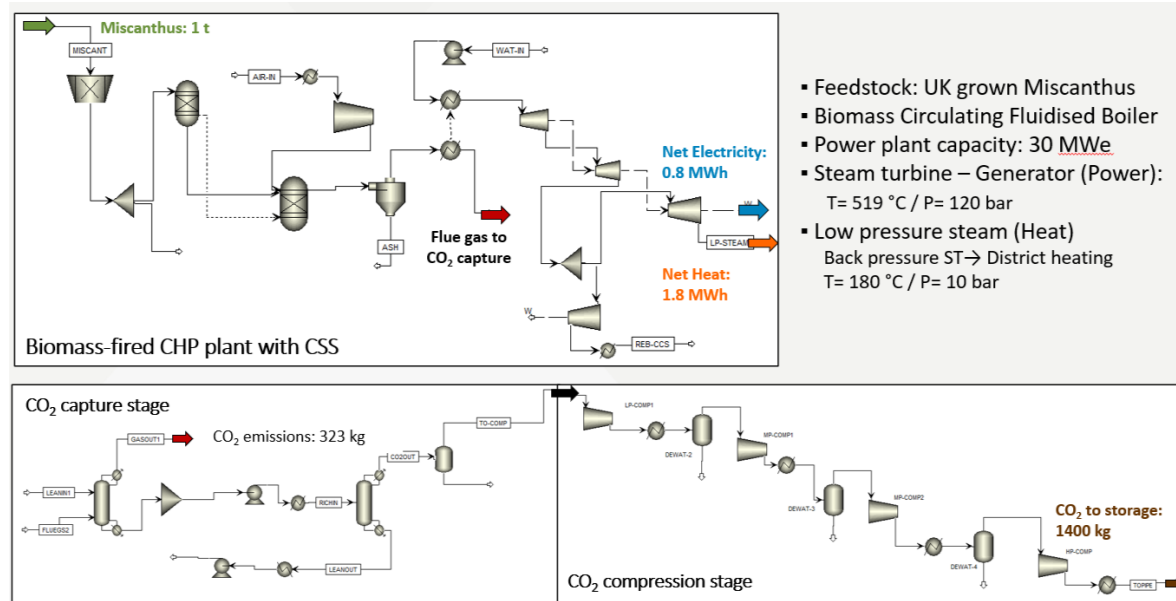 Miscanthus: 1 t
MISCANT
AIR-IN
WAT-IN
Net Electricity:
0.8 MWh
W
LP-STEAM
Flue gas to
CO₂ capture
ASH
Net Heat:
1.8 MWh
W
REB-CCS
Biomass-fired CHP plant with CSS
▪ Feedstock: UK grown Miscanthus
▪ Biomass Circulating Fluidised Boiler
▪ Power plant capacity: 30 MWe
▪ Steam turbine – Generator (Power):
T= 519 °C / P= 120 bar
▪ Low pressure steam (Heat)
Back pressure ST→ District heating
T= 180 °C / P= 10 bar
CO₂ capture stage
GASOUT1
CO₂ emissions: 323 kg
TO-COMP
CO2OUT
LEANIN1
RICHIN
FLUEGS2
LEANOUT
LP-COMP1
DEWAT-2
MP-COMP1
DEWAT-3
MP-COMP2
DEWAT-4
HP-COMP
CO₂ to storage:
1400 kg
TOPIPE
CO₂ compression stage